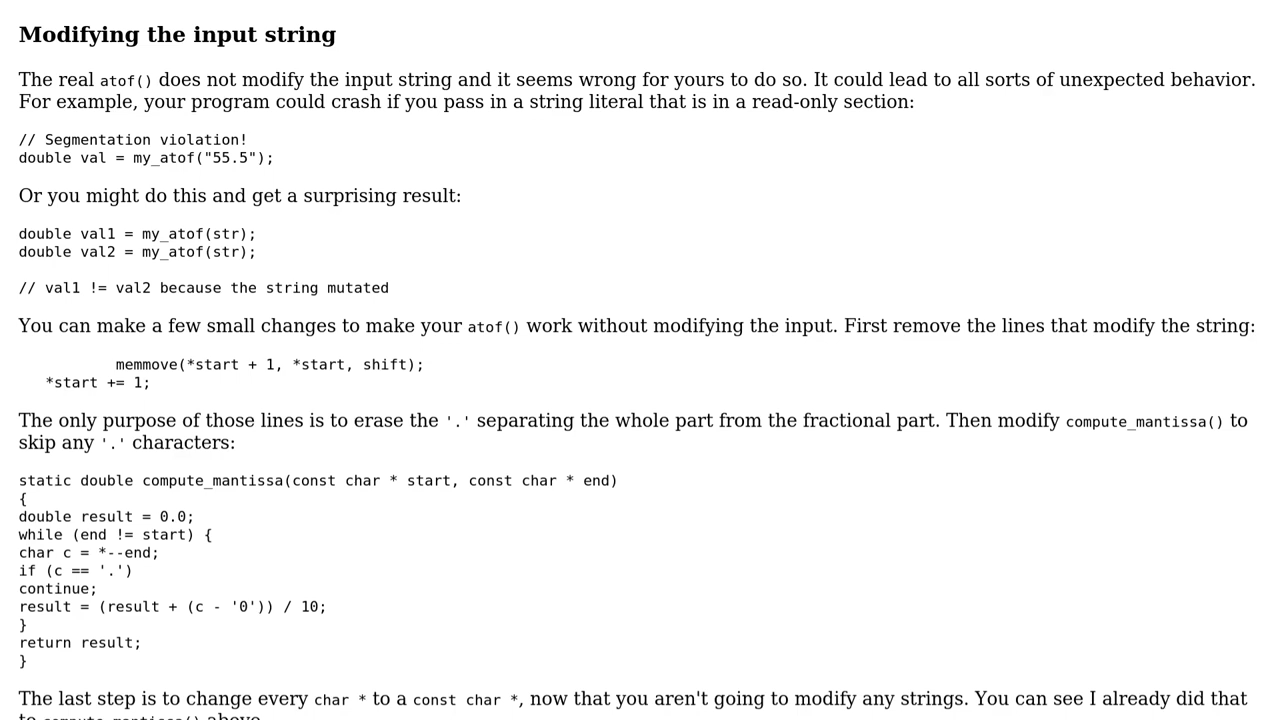 Modifying the input string
The real atof() does not modify the input string and it seems wrong for yours to do so. It could lead to all sorts of unexpected behavior.
For example, your program could crash if you pass in a string literal that is in a read-only section:
// Segmentation violation!
double val = my_atof("55.5");
Or you might do this and get a surprising result:
double val1 = my_atof(str);
double val2 = my_atof(str);
// val1 != val2 because the string mutated
You can make a few small changes to make your atof() work without modifying the input. First remove the lines that modify the string:
memmove(*start + 1, *start, shift);
*start += 1;
The only purpose of those lines is to erase the '.' separating the whole part from the fractional part. Then modify compute_mantissa() to
skip any '.' characters:
static double compute_mantissa(const char * start, const char * end)
{
double result = 0.0;
while (end != start) {
char c = *--end;
if (c == '.')
continue;
result = (result + (c - '0')) / 10;
}
return result;
}
The last step is to change every char * to a const char *, now that you aren't going to modify any strings. You can see I already did that
to compute_mantissa() above.